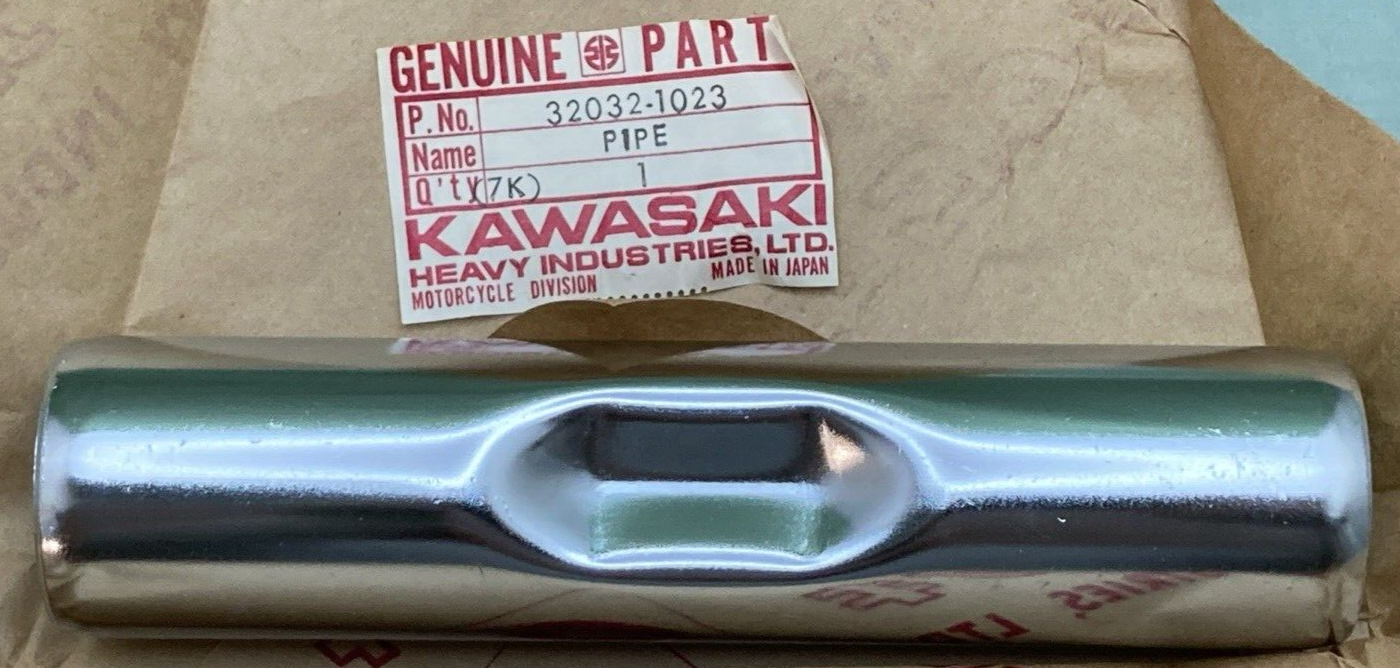 GENUINE PART
P.No. 32032-1023
Name PIPE
Q'ty(7K) 1
KAWASAKI
HEAVY INDUSTRIES, LTD.
MOTORCYCLE DIVISION MADE IN JAPAN